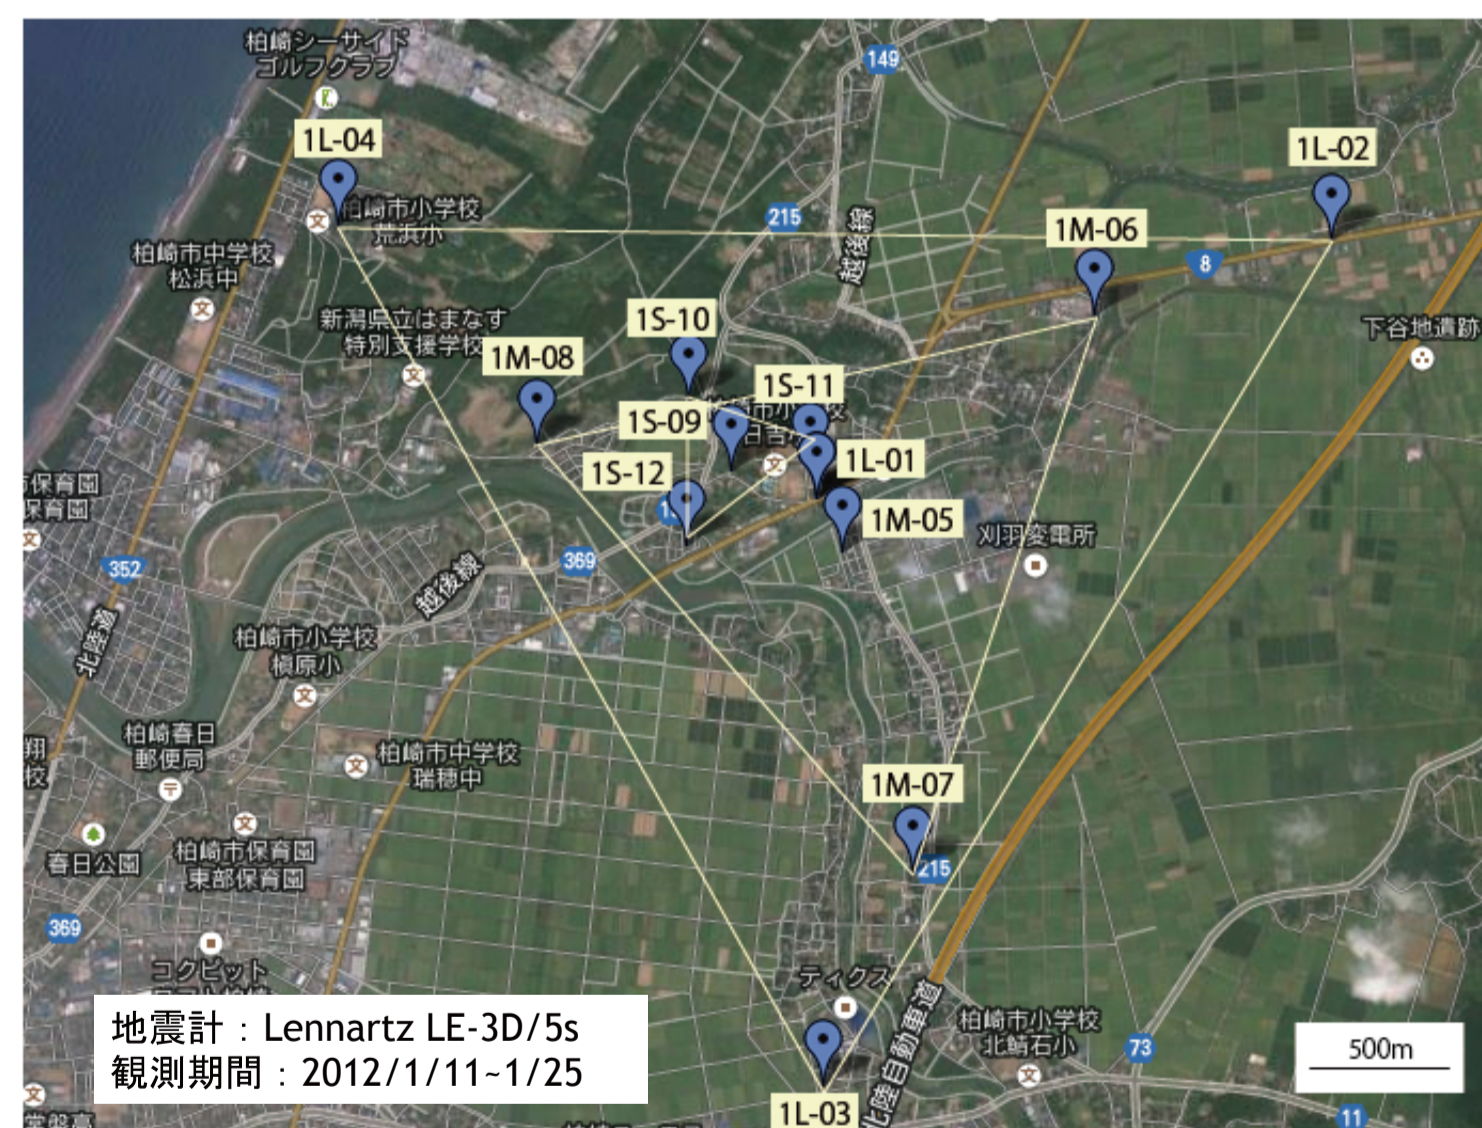 柏崎シーサイド
ゴルフクラブ
149
1L-04
1L-02
柏崎市小学校
荒浜小
215
越後線
1M-06
8
柏崎市中学校
松浜中
新潟県立はまなす
特別支援学校
1S-10
下谷地遺跡
1M-08
1S-11
1S-09
1L-01
1S-12
保育園
保育園
1M-05
刈羽変電所
352
369
越後線
北陸道
柏崎市小学校
槇原小
柏崎春日
郵便局
柏崎市中学校
瑞穂中
1M-07
春日公園
柏崎市保育園
東部保育園
215
369
コクピット
ティクス
北陸自動車道
柏崎市小学校
北鯖石小
73
地震計：Lennartz LE-3D/5s
観測期間：2012/1/11~1/25
500m
1L-03
11